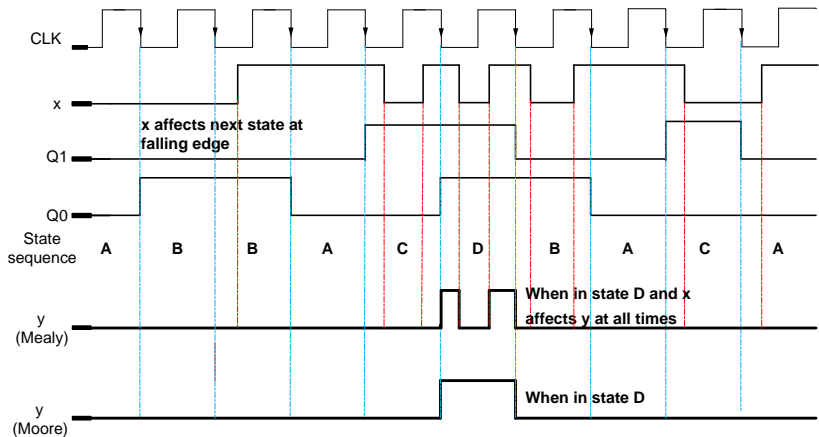 CLK
x
x affects next state at
falling edge
Q1
Q0
State
sequence
A B B A C D B A C A
When in state D and x
affects y at all times
y
(Mealy)
When in state D
y
(Moore)